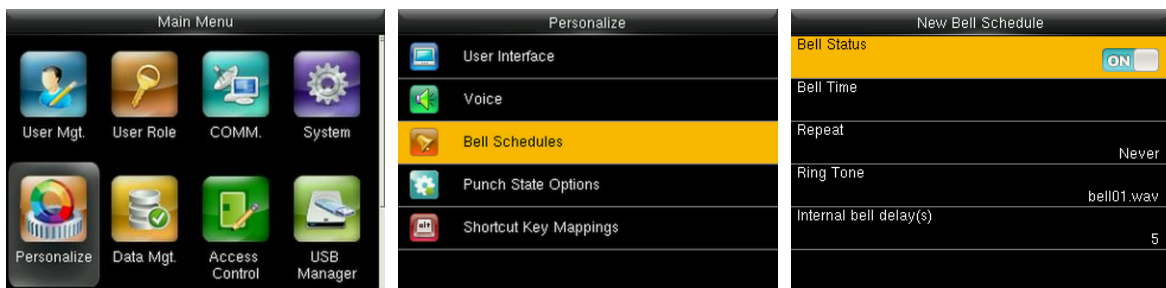 Main Menu
User Mgt.
User Role
COMM.
System
Personalize
Data Mgt.
Access
Control
USB
Manager
Personalize
User Interface
Voice
Bell Schedules
Punch State Options
alt
Shortcut Key Mappings
New Bell Schedule
Bell Status
ON
Bell Time
Repeat
Never
Ring Tone
bell01.wav
Internal bell delay(s)
5